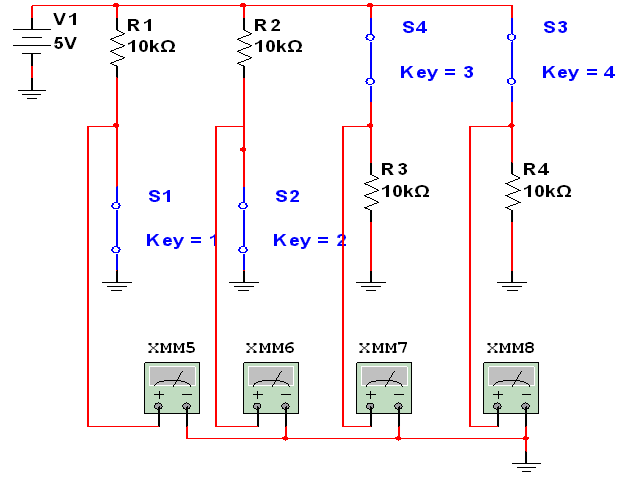 V1
5V
R1
10kΩ
R2
10kΩ
S4
Key = 3
S3
Key = 4
R3
10kΩ
R4
10kΩ
S1
Key = 1
S2
Key = 2
XMM5
XMM6
XMM7
XMM8